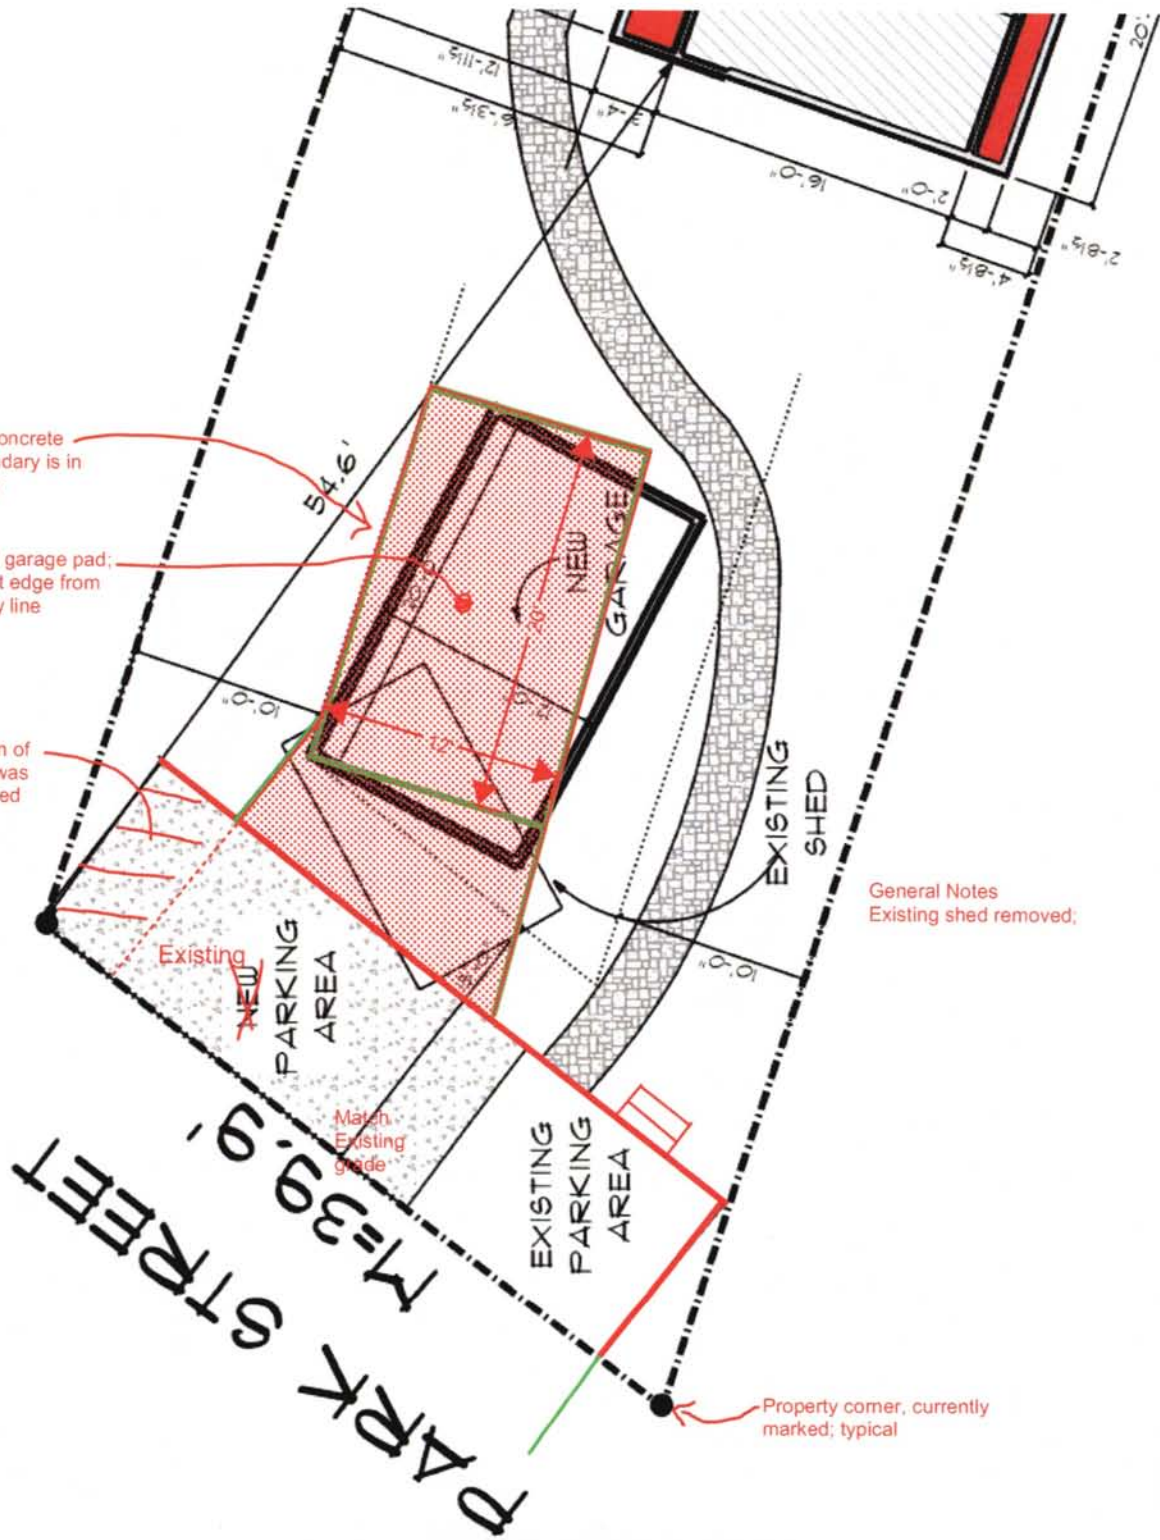 12'-11½"
6'-3½"
3'-4"
16'-0"
2'-0"
4'-8½"
2'-8½"
20'
54.6'
oncrete
dary is in
garage pad;
t edge from
y line
NEW
GARAGE
20
12
10'-0"
n of
was
ed
EXISTING
SHED
General Notes
Existing shed removed;
10'-0"
Existing
NEW
PARKING
AREA
Match
Existing
grade
EXISTING
PARKING
AREA
M=39.9'
PARK STREET
Property corner, currently
marked; typical